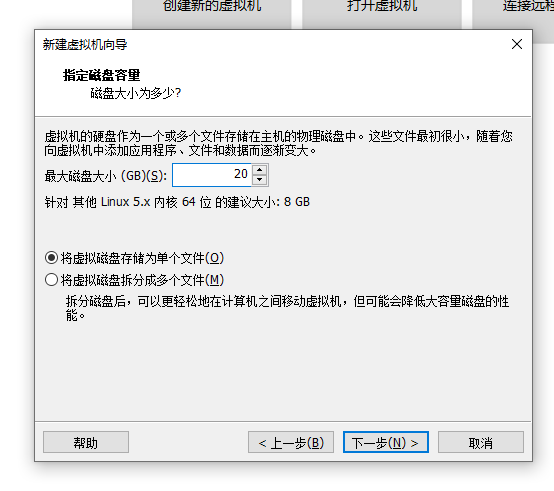 创建新的虚拟机
打开虚拟机
连接远程
新建虚拟机向导
指定磁盘容量
磁盘大小为多少?
虚拟机的硬盘作为一个或多个文件存储在主机的物理磁盘中。这些文件最初很小，随着您
向虚拟机中添加应用程序、文件和数据而逐渐变大。
最大磁盘大小 (GB)(S): 20
针对 其他 Linux 5.x 内核 64 位 的建议大小: 8 GB
将虚拟磁盘存储为单个文件(O)
将虚拟磁盘拆分成多个文件(M)
拆分磁盘后，可以更轻松地在计算机之间移动虚拟机，但可能会降低大容量磁盘的性
能。
帮助
< 上一步(B)
下一步(N) >
取消